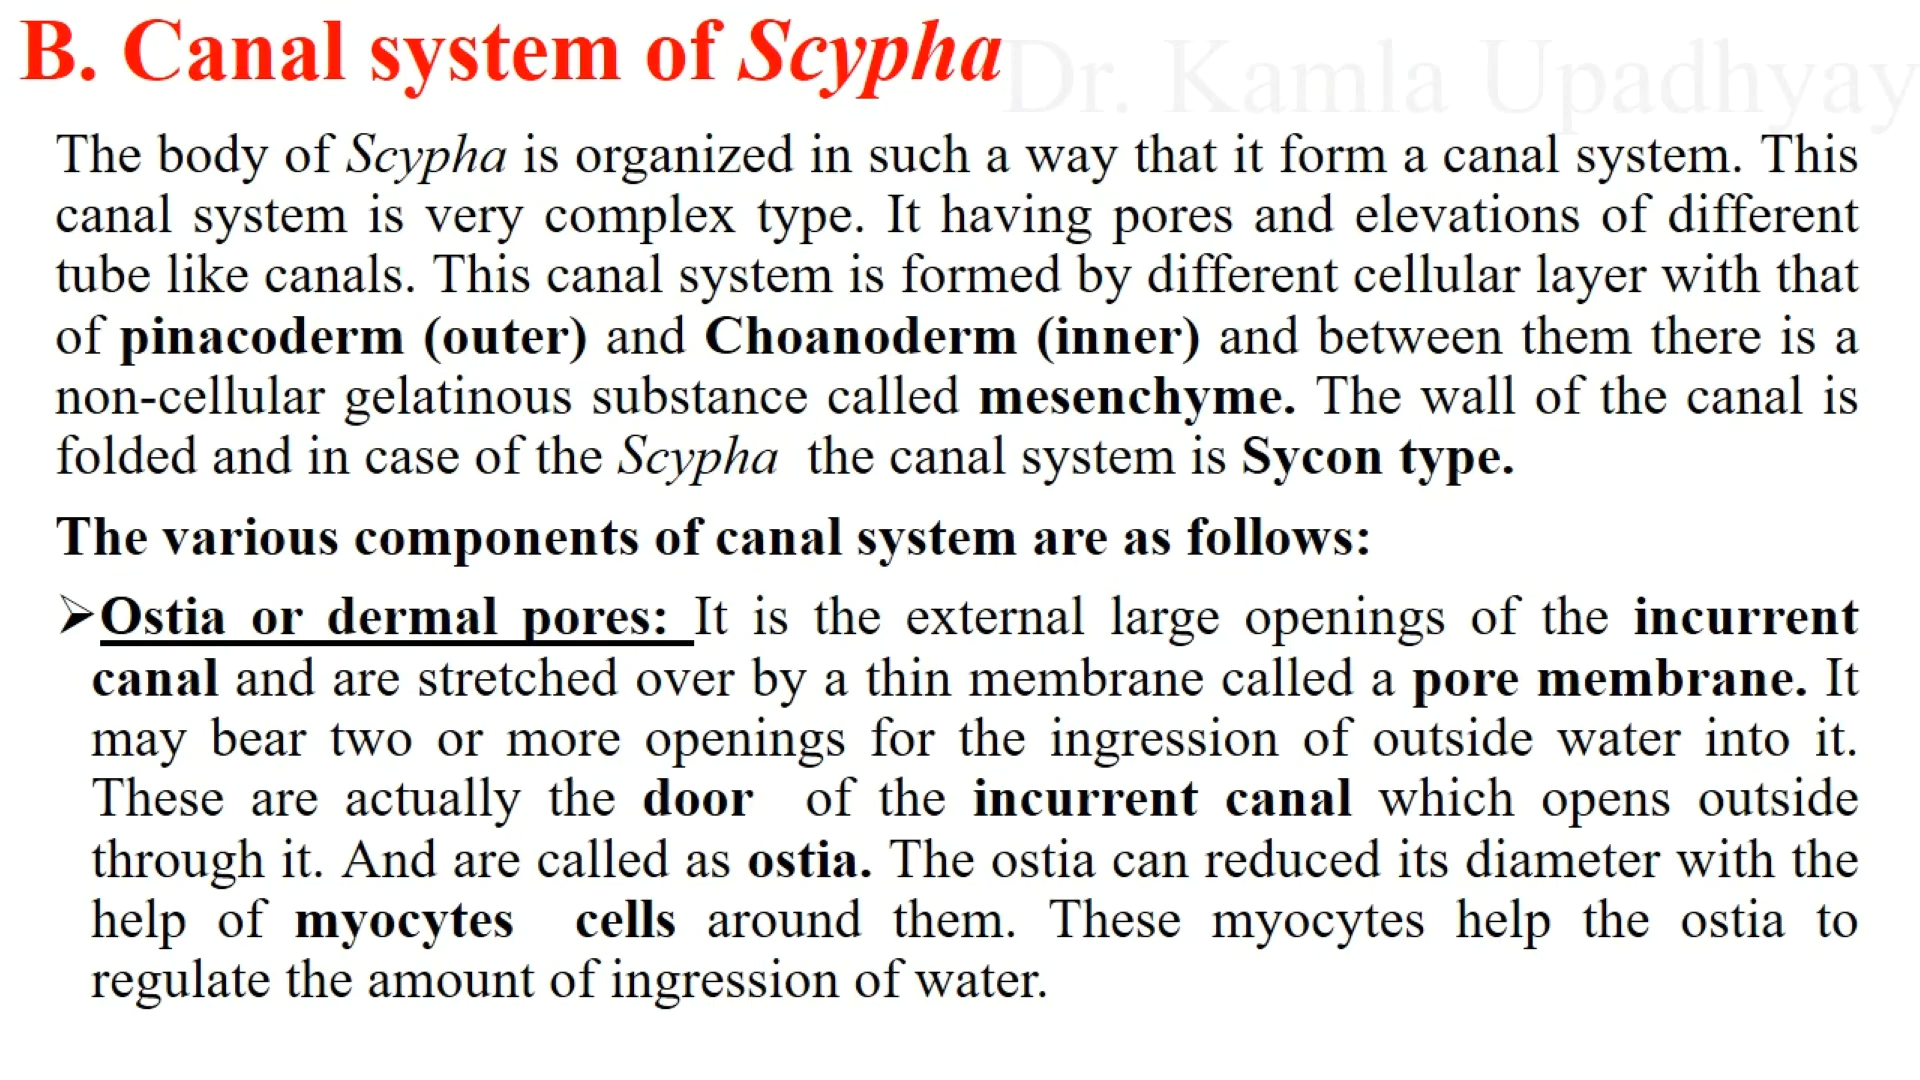 B. Canal system of Scypha
Dr. Kamla Upadhyay
The body of Scypha is organized in such a way that it form a canal system. This
canal system is very complex type. It having pores and elevations of different
tube like canals. This canal system is formed by different cellular layer with that
of pinacoderm (outer) and Choanoderm (inner) and between them there is a
non-cellular gelatinous substance called mesenchyme. The wall of the canal is
folded and in case of the Scypha the canal system is Sycon type.
The various components of canal system are as follows:
➢Ostia or dermal pores: It is the external large openings of the incurrent
canal and are stretched over by a thin membrane called a pore membrane. It
may bear two or more openings for the ingression of outside water into it.
These are actually the door of the incurrent canal which opens outside
through it. And are called as ostia. The ostia can reduced its diameter with the
help of myocytes cells around them. These myocytes help the ostia to
regulate the amount of ingression of water.